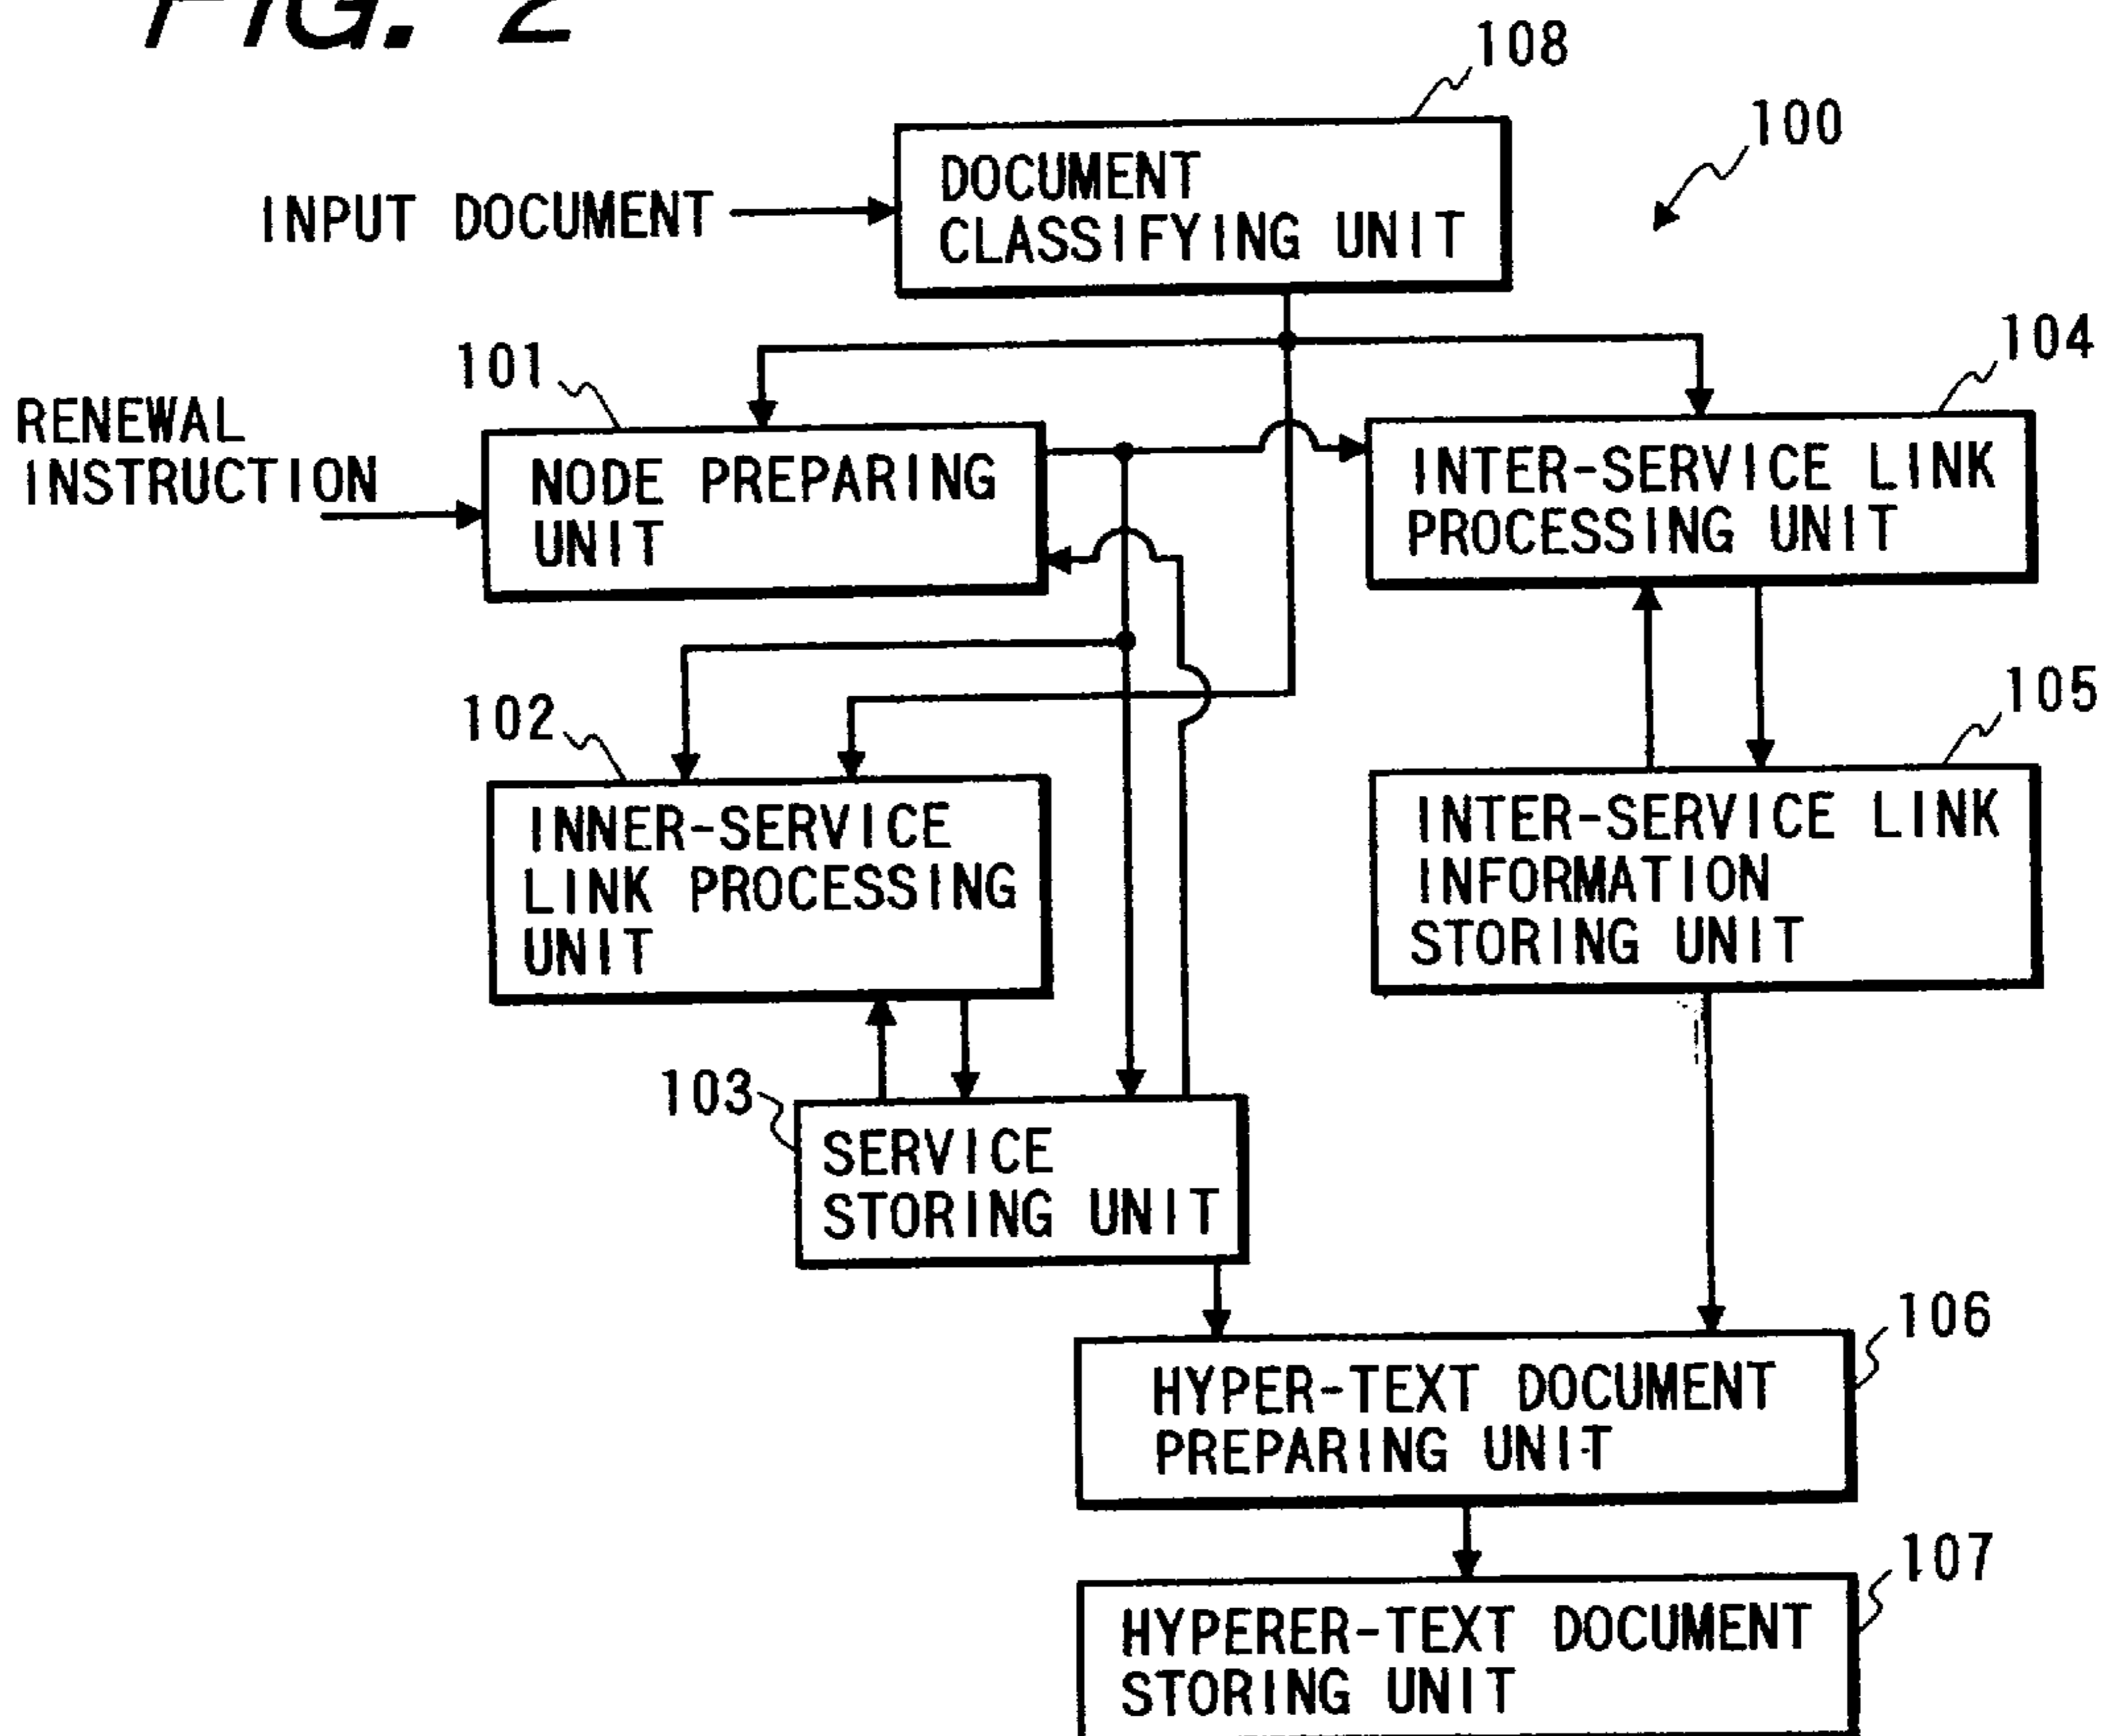 FIG. 2
108
100
DOCUMENT
CLASSIFYING UNIT
INPUT DOCUMENT
101
104
RENEWAL
INSTRUCTION
NODE PREPARING
UNIT
INTER-SERVICE LINK
PROCESSING UNIT
102
105
INNER-SERVICE
LINK PROCESSING
UNIT
INTER-SERVICE LINK
INFORMATION
STORING UNIT
103
SERVICE
STORING UNIT
106
HYPER-TEXT DOCUMENT
PREPARING UNIT
107
HYPERER-TEXT DOCUMENT
STORING UNIT